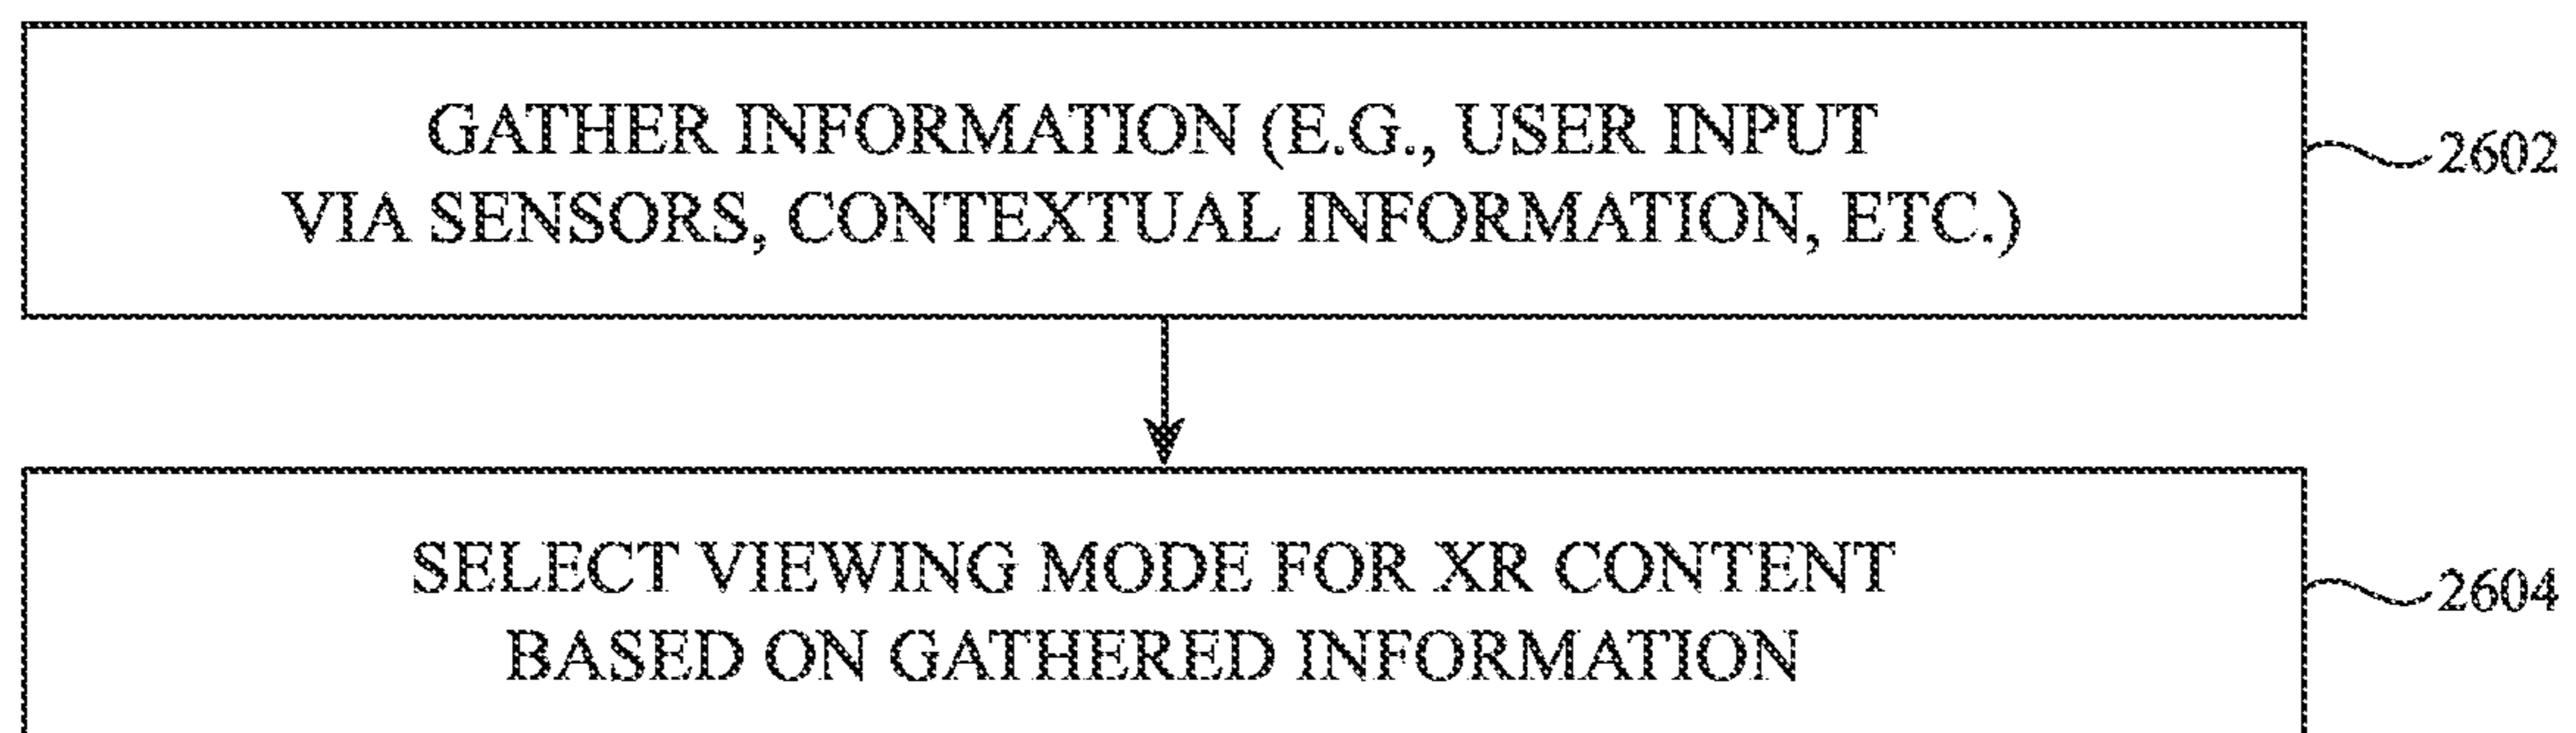 GATHER INFORMATION (E.G., USER INPUT
VIA SENSORS, CONTEXTUAL INFORMATION, ETC.)
2602
SELECT VIEWING MODE FOR XR CONTENT
BASED ON GATHERED INFORMATION
2604